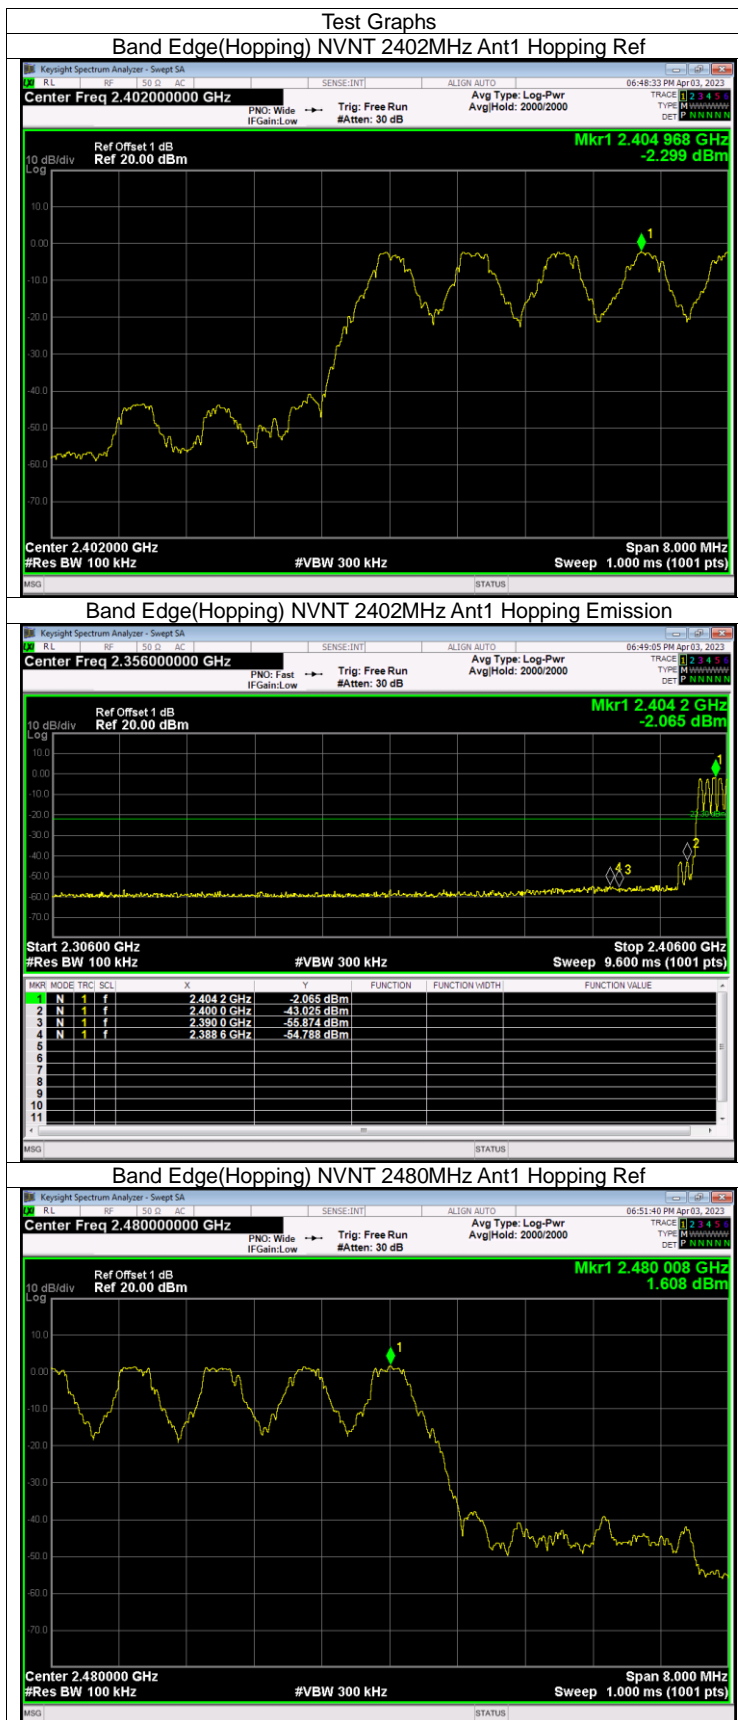 Test Graphs
Band Edge(Hopping) NVNT 2402MHz Ant1 Hopping Ref
Keysight Spectrum Analyzer - Swept SA
RL RF 50 Ω AC SENSE:INT ALIGN AUTO 06:48:33 PM Apr 03, 2023
Center Freq 2.402000000 GHz Avg Type: Log-Pwr TRACE 1 2 3 4 5 6
PNO: Wide Trig: Free Run Avg|Hold: 2000/2000 TYPE M WWWWW
IFGain:Low #Atten: 30 dB DET P N N N N N
Mkr1 2.404 968 GHz
Ref Offset 1 dB
10 dB/div Ref 20.00 dBm -2.299 dBm
Log
10.0
0.00
-10.0
-20.0
-30.0
-40.0
-50.0
-60.0
-70.0
1
Center 2.402000 GHz Span 8.000 MHz
#Res BW 100 kHz #VBW 300 kHz Sweep 1.000 ms (1001 pts)
MSG STATUS
Band Edge(Hopping) NVNT 2402MHz Ant1 Hopping Emission
Keysight Spectrum Analyzer - Swept SA
RL RF 50 Ω AC SENSE:INT ALIGN AUTO 06:49:05 PM Apr 03, 2023
Center Freq 2.356000000 GHz Avg Type: Log-Pwr TRACE 1 2 3 4 5 6
PNO: Fast Trig: Free Run Avg|Hold: 2000/2000 TYPE M WWWWW
IFGain:Low #Atten: 30 dB DET P N N N N N
Mkr1 2.404 2 GHz
Ref Offset 1 dB
10 dB/div Ref 20.00 dBm -2.065 dBm
Log
10.0
0.00
-10.0
-20.0
-30.0
-40.0
-50.0
-60.0
-70.0
1
-22.30 dBm
2
4 3
Start 2.30600 GHz Stop 2.40600 GHz
#Res BW 100 kHz #VBW 300 kHz Sweep 9.600 ms (1001 pts)
MKR MODE TRC SCL X Y FUNCTION FUNCTION WIDTH FUNCTION VALUE
1 N 1 f 2.404 2 GHz -2.065 dBm
2 N 1 f 2.400 0 GHz -43.025 dBm
3 N 1 f 2.390 0 GHz -55.874 dBm
4 N 1 f 2.388 6 GHz -54.788 dBm
5
6
7
8
9
10
11
MSG STATUS
Band Edge(Hopping) NVNT 2480MHz Ant1 Hopping Ref
Keysight Spectrum Analyzer - Swept SA
RL RF 50 Ω AC SENSE:INT ALIGN AUTO 06:51:40 PM Apr 03, 2023
Center Freq 2.480000000 GHz Avg Type: Log-Pwr TRACE 1 2 3 4 5 6
PNO: Wide Trig: Free Run Avg|Hold: 2000/2000 TYPE M WWWWW
IFGain:Low #Atten: 30 dB DET P N N N N N
Mkr1 2.480 008 GHz
Ref Offset 1 dB
10 dB/div Ref 20.00 dBm 1.608 dBm
Log
10.0
0.00
-10.0
-20.0
-30.0
-40.0
-50.0
-60.0
-70.0
1
Center 2.480000 GHz Span 8.000 MHz
#Res BW 100 kHz #VBW 300 kHz Sweep 1.000 ms (1001 pts)
MSG STATUS